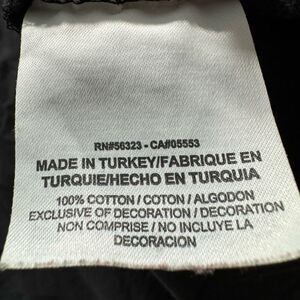 RN#56323 - CA#05553
MADE IN TURKEY/FABRIQUE EN
TURQUIE/HECHO EN TURQUIA
100% COTTON / COTON / ALGODON
EXCLUSIVE OF DECORATION / DECORATION
NON COMPRISE / NO INCLUYE LA
DECORACION